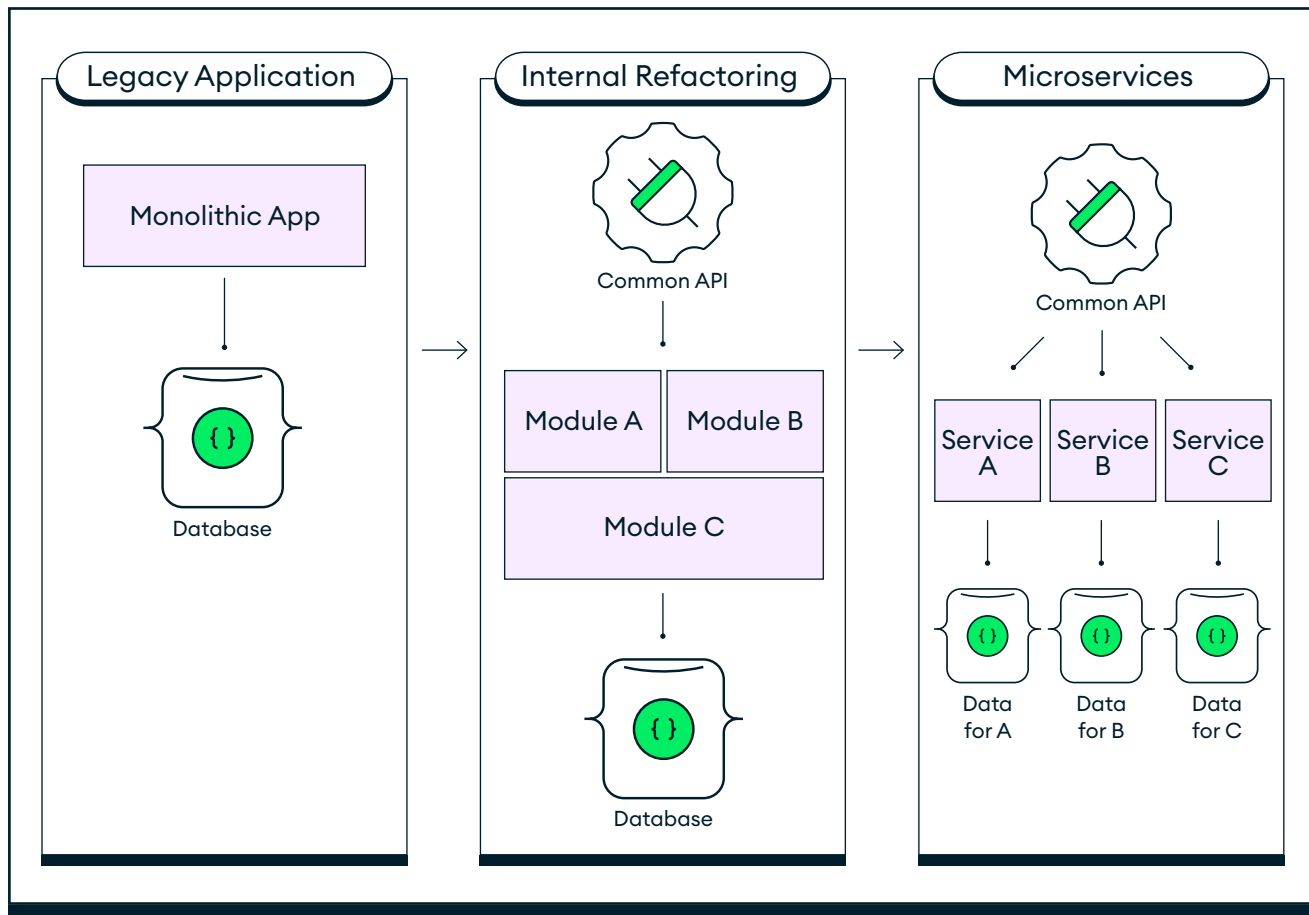 Legacy Application
Monolithic App
{ }
Database
Internal Refactoring
Common API
Module A
Module B
Module C
{ }
Database
Microservices
Common API
Service
A
Service
B
Service
C
{ }
{ }
{ }
Data
for A
Data
for B
Data
for C